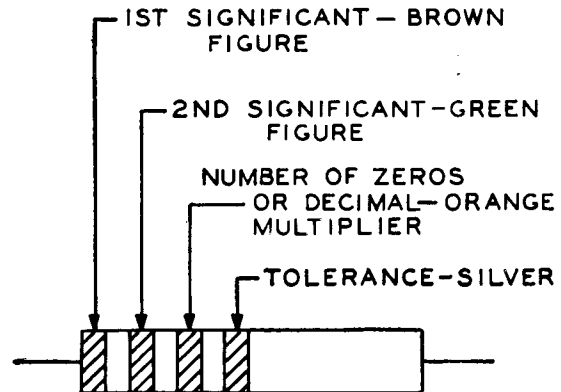 1ST SIGNIFICANT — BROWN
FIGURE
2ND SIGNIFICANT-GREEN
FIGURE
NUMBER OF ZEROS
OR DECIMAL-ORANGE
MULTIPLIER
TOLERANCE-SILVER